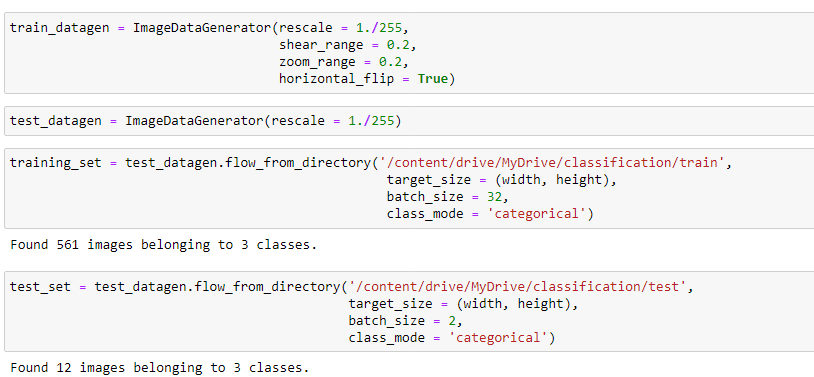 train_datagen = ImageDataGenerator(rescale = 1./255,
shear_range = 0.2,
zoom_range = 0.2,
horizontal_flip = True)
test_datagen = ImageDataGenerator(rescale = 1./255)
training_set = test_datagen.flow_from_directory('/content/drive/MyDrive/classification/train',
target_size = (width, height),
batch_size = 32,
class_mode = 'categorical')
Found 561 images belonging to 3 classes.
test_set = test_datagen.flow_from_directory('/content/drive/MyDrive/classification/test',
target_size = (width, height),
batch_size = 2,
class_mode = 'categorical')
Found 12 images belonging to 3 classes.